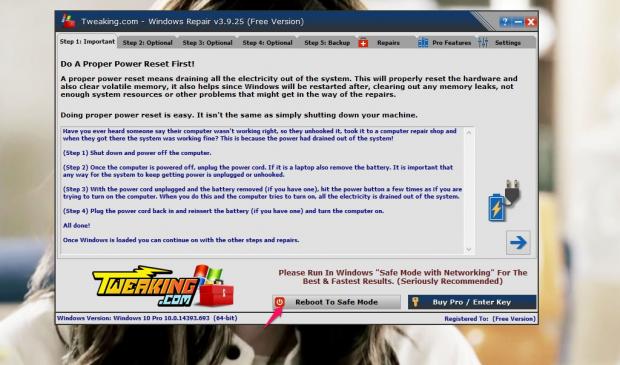 Tweaking.com - Windows Repair v3.9.25 (Free Version)
Step 1: Important Step 2: Optional Step 3: Optional Step 4: Optional Step 5: Backup Repairs Pro Features Settings
Do A Proper Power Reset First!
A proper power reset means draining all the electricity out of the system. This will properly reset the hardware and
also clear volatile memory, it also helps since Windows will be restarted after, clearing out any memory leaks, not
enough system resources or other problems that might get in the way of the repairs.
Doing proper power reset is easy. It isn't the same as simply shutting down your machine.
Have you ever heard someone say their computer wasn't working right, so they unhooked it, took it to a computer repair shop and
when they got there the system was working fine? This is because the power had drained out of the system!
(Step 1) Shut down and power off the computer.
(Step 2) Once the computer is powered off, unplug the power cord. If it is a laptop also remove the battery. It is important that
any way for the system to keep getting power is unplugged or unhooked.
(Step 3) With the power cord unplugged and the battery removed (if you have one), hit the power button a few times as if you are
trying to turn on the computer. When you do this and the computer tries to turn on, all the electricity is drained out of the system.
(Step 4) Plug the power cord back in and reinsert the battery (if you have one) and turn the computer on.
All done!
Once Windows is loaded you can continue on with the other steps and repairs.
TWEAKING
.COM
Please Run In Windows "Safe Mode with Networking" For The
Best & Fastest Results. (Seriously Recommended)
Reboot To Safe Mode Buy Pro / Enter Key
Windows Version: Windows 10 Pro 10.0.14393.693 (64-bit) Registered To: (Free Version)